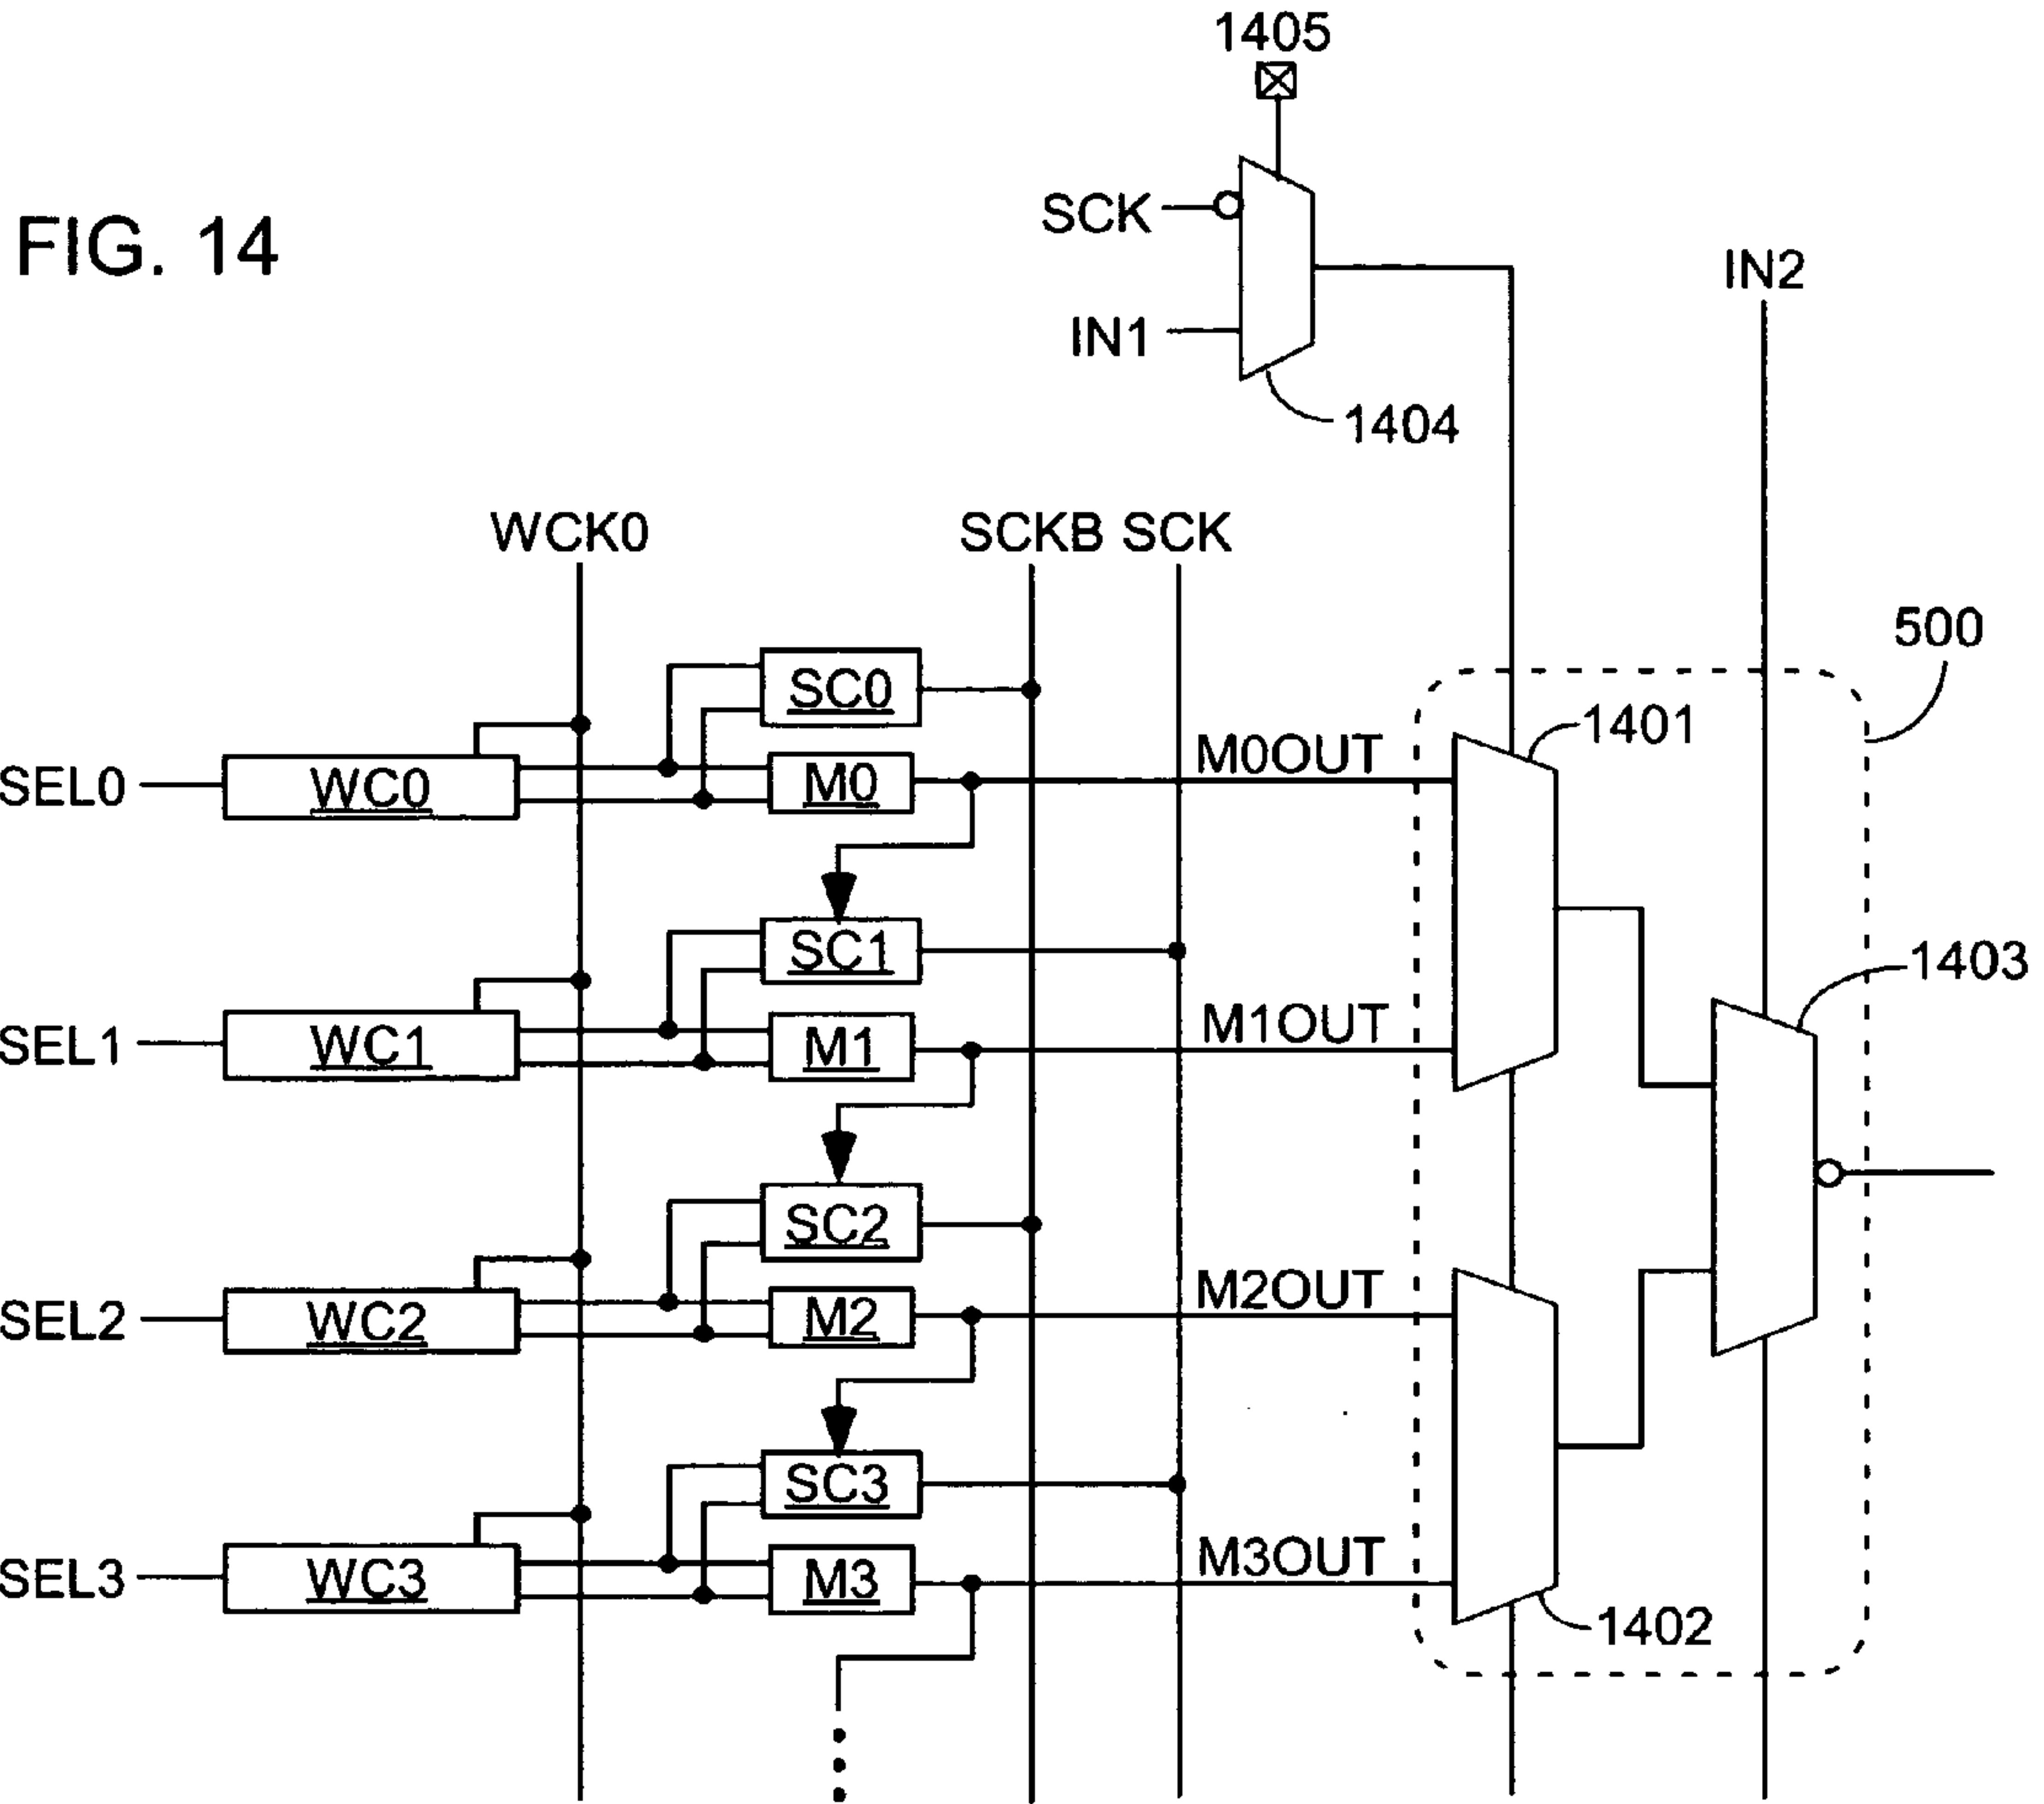 1405
SCK
FIG. 14
IN2
IN1
1404
WCK0
SCKB SCK
500
SC0
1401
M0OUT
SEL0
WC0
M0
SC1
1403
M1OUT
SEL1
WC1
M1
SC2
M2OUT
SEL2
WC2
M2
SC3
M3OUT
SEL3
WC3
M3
1402